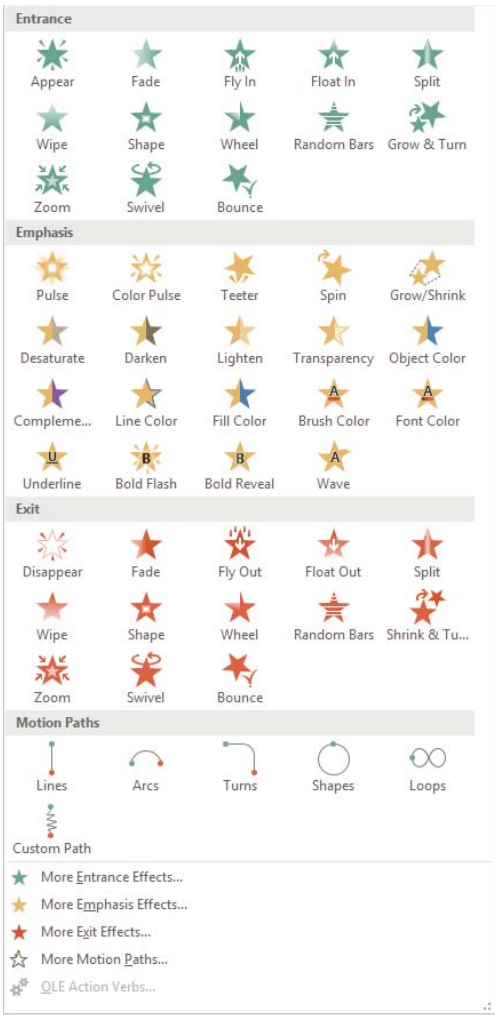 Entrance
Appear Fade Fly In Float In Split
Wipe Shape Wheel Random Bars Grow & Turn
Zoom Swivel Bounce
Emphasis
Pulse Color Pulse Teeter Spin Grow/Shrink
Desaturate Darken Lighten Transparency Object Color
Compleme... Line Color Fill Color Brush Color Font Color
Underline Bold Flash Bold Reveal Wave
Exit
Disappear Fade Fly Out Float Out Split
Wipe Shape Wheel Random Bars Shrink & Tu...
Zoom Swivel Bounce
Motion Paths
Lines Arcs Turns Shapes Loops
Custom Path
More Entrance Effects...
More Emphasis Effects...
More Exit Effects...
More Motion Paths...
OLE Action Verbs...